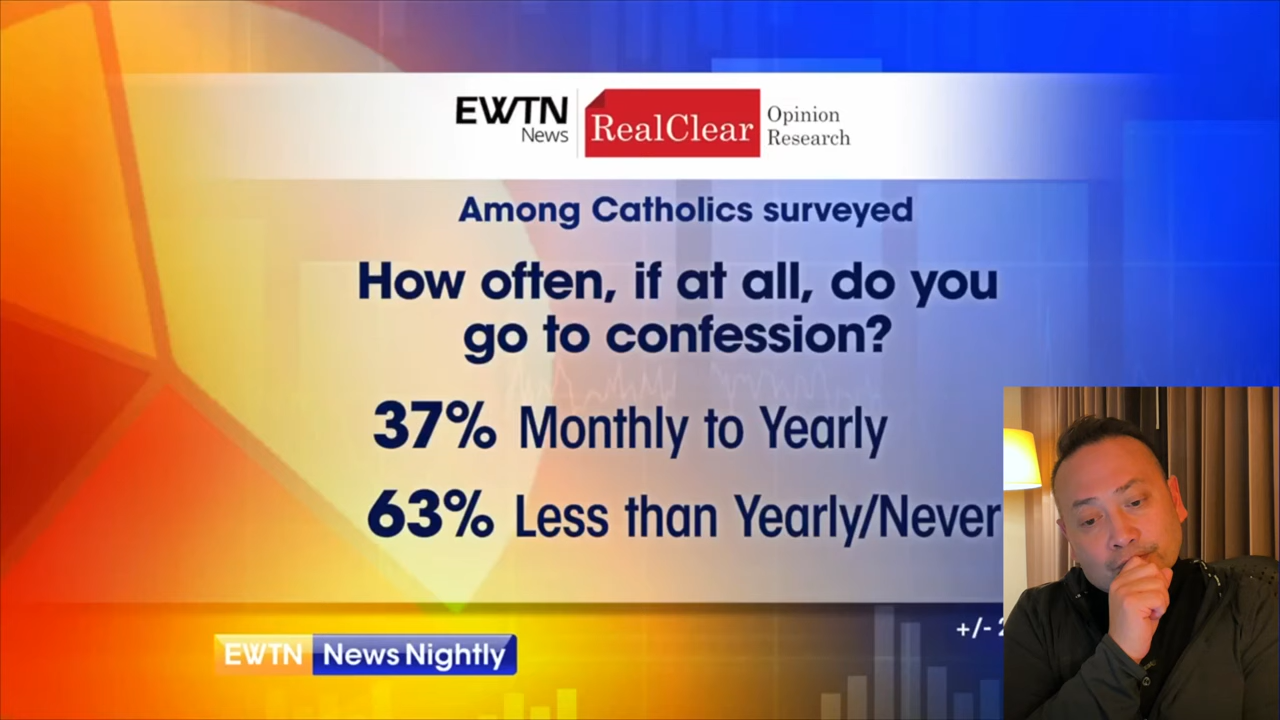 EWTN
News
RealClear
Opinion
Research
Among Catholics surveyed
How often, if at all, do you
go to confession?
37% Monthly to Yearly
63% Less than Yearly/Never
+/-
EWTN News Nightly